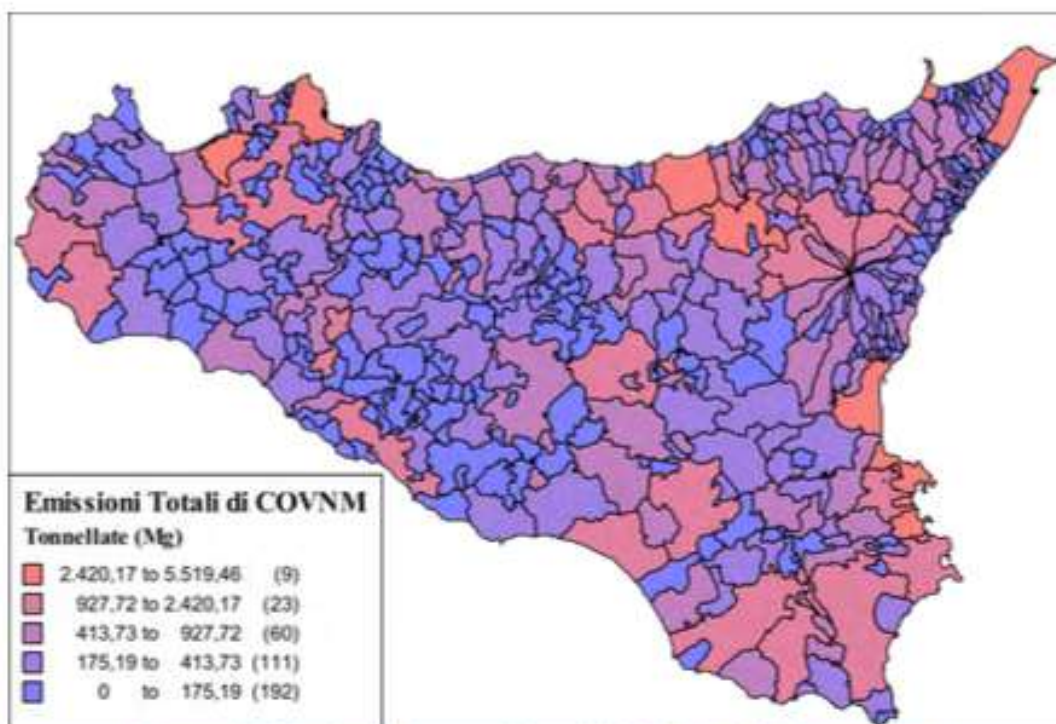 Emissioni Totali di COVNM
Tonnellate (Mg)
2.420,17 to 5.519,46 (9)
927,72 to 2.420,17 (23)
413,73 to 927,72 (60)
175,19 to 413,73 (111)
0 to 175,19 (192)